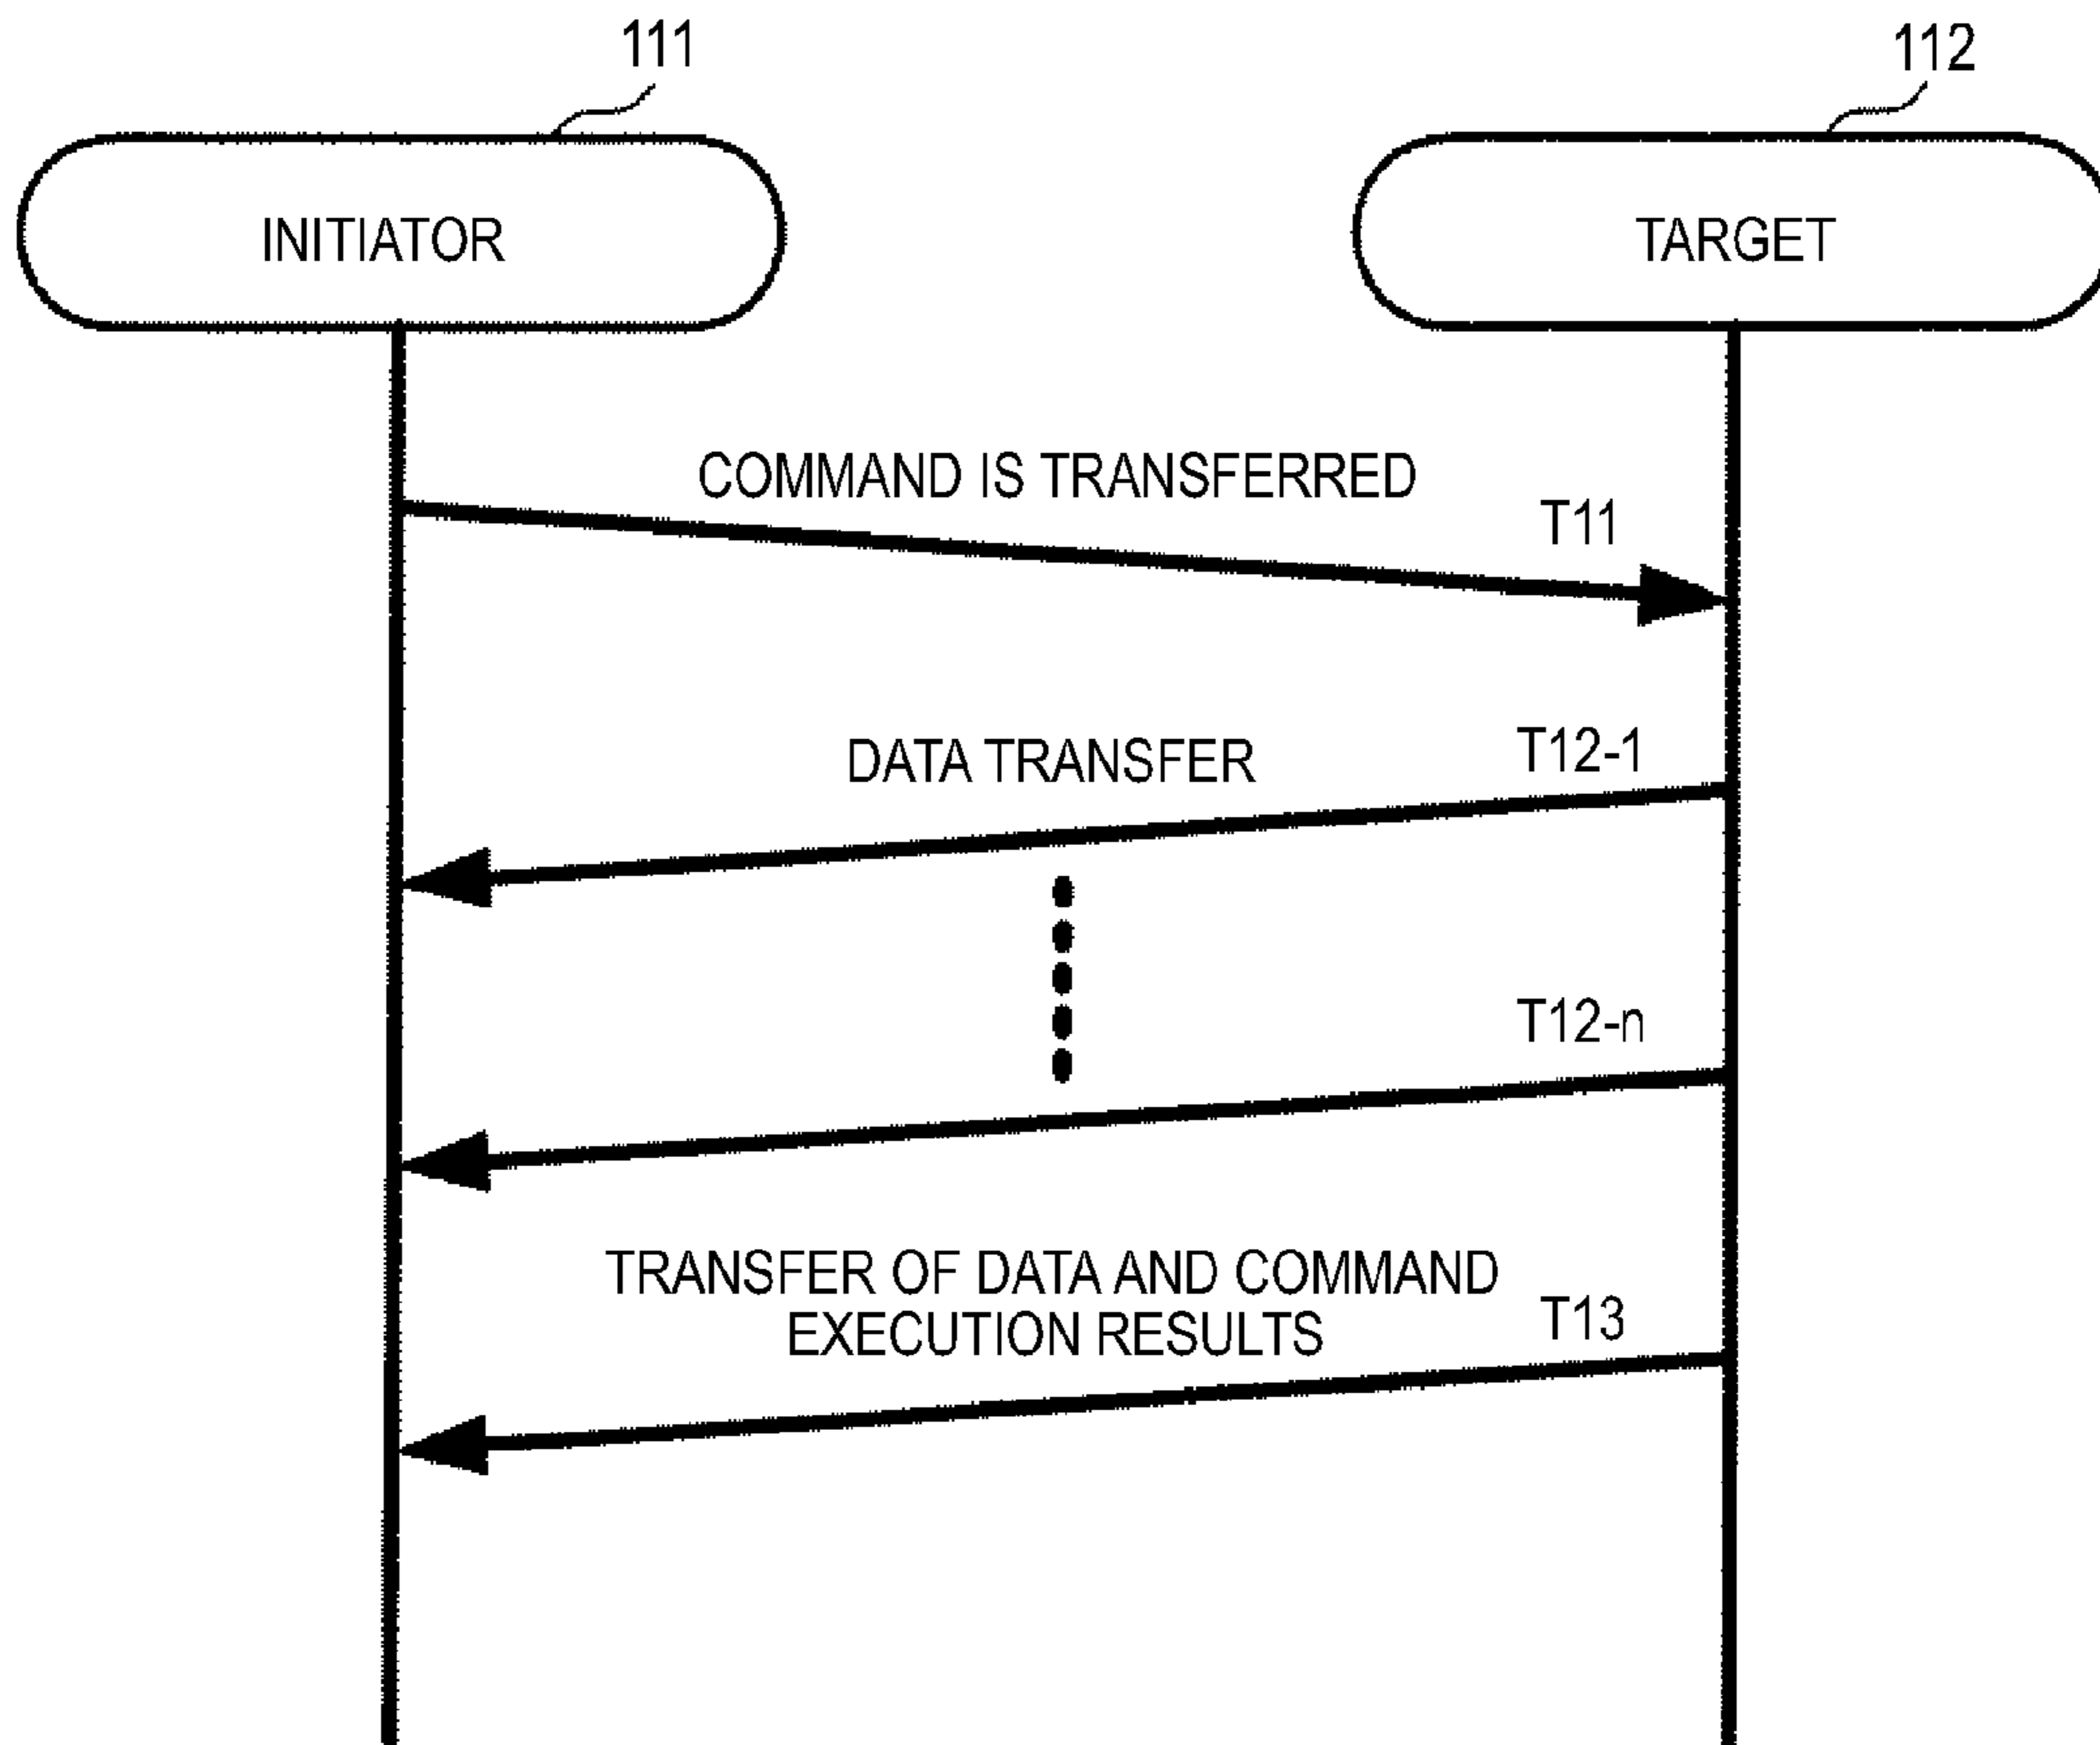 111
112
INITIATOR
TARGET
COMMAND IS TRANSFERRED
T11
DATA TRANSFER
T12-1
T12-n
TRANSFER OF DATA AND COMMAND
EXECUTION RESULTS
T13